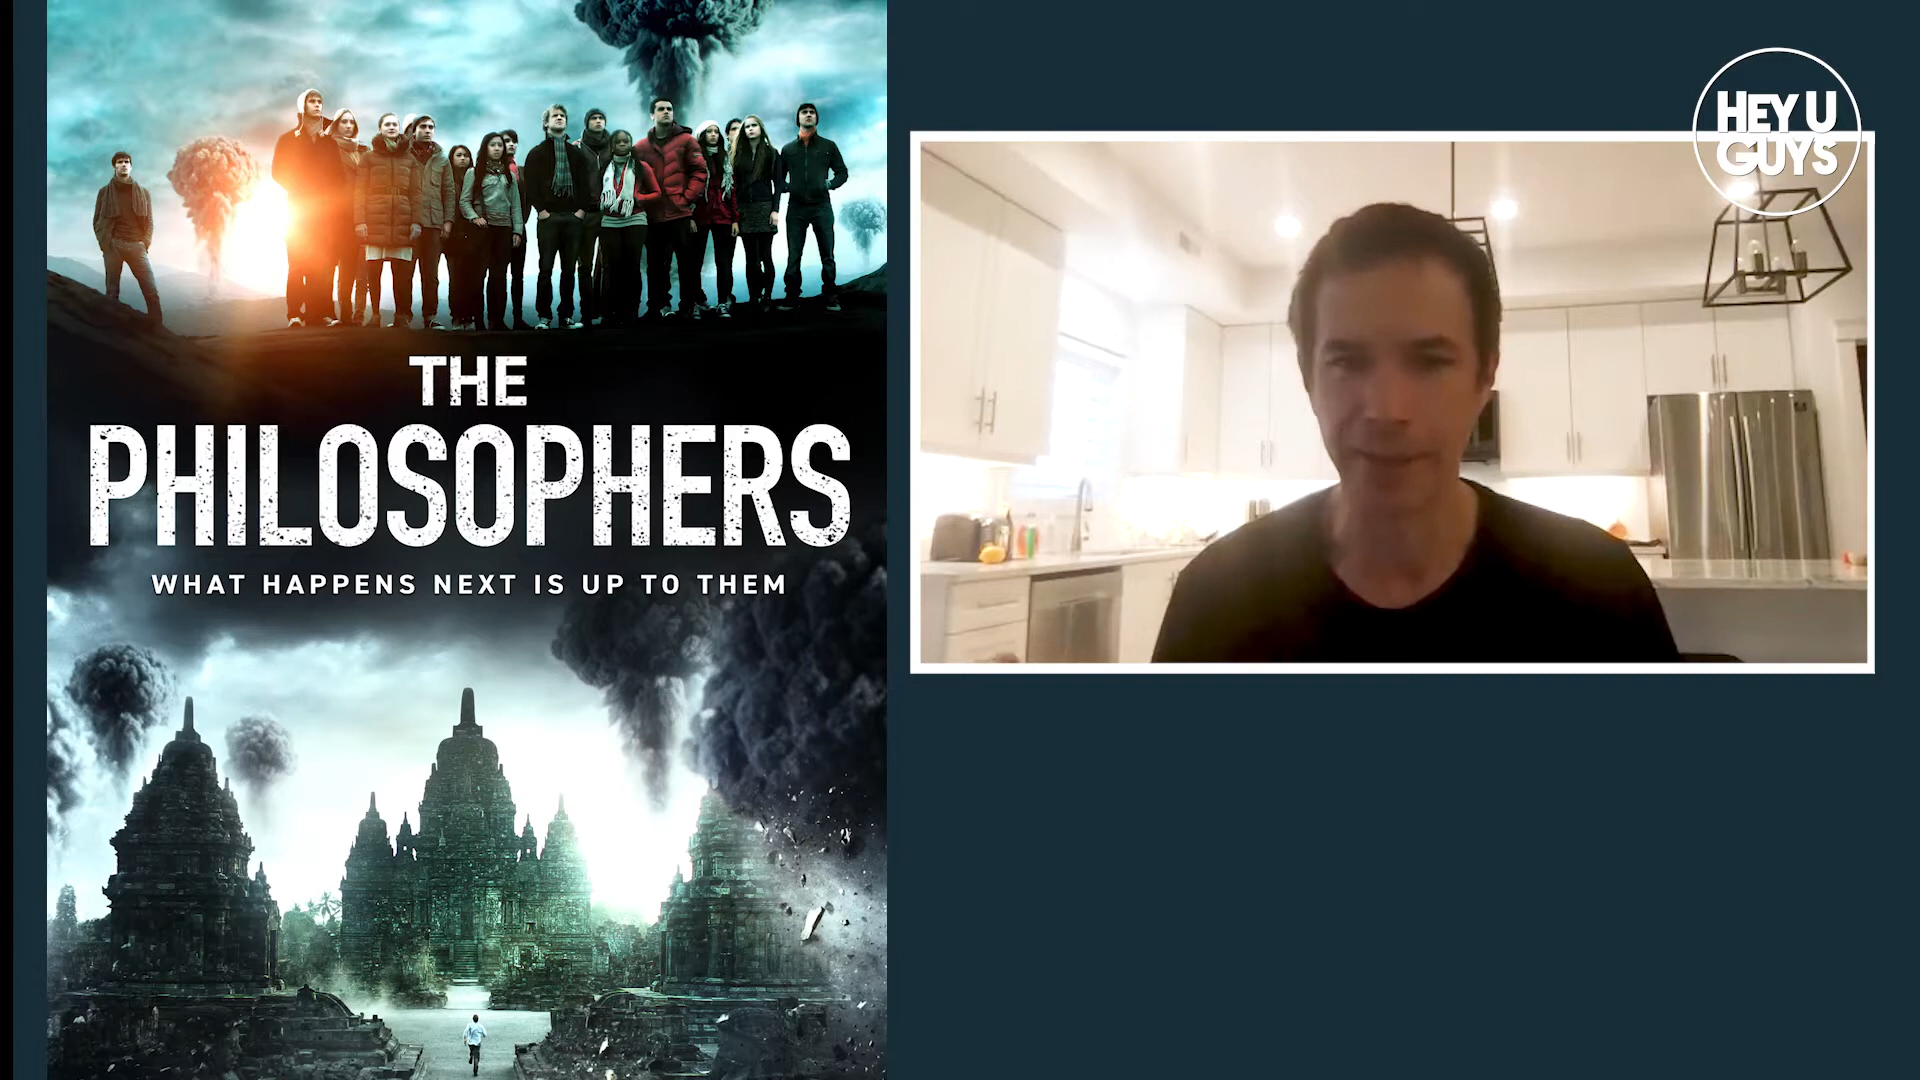 THE
PHILOSOPHERS
WHAT HAPPENS NEXT IS UP TO THEM
HEY U
GUYS